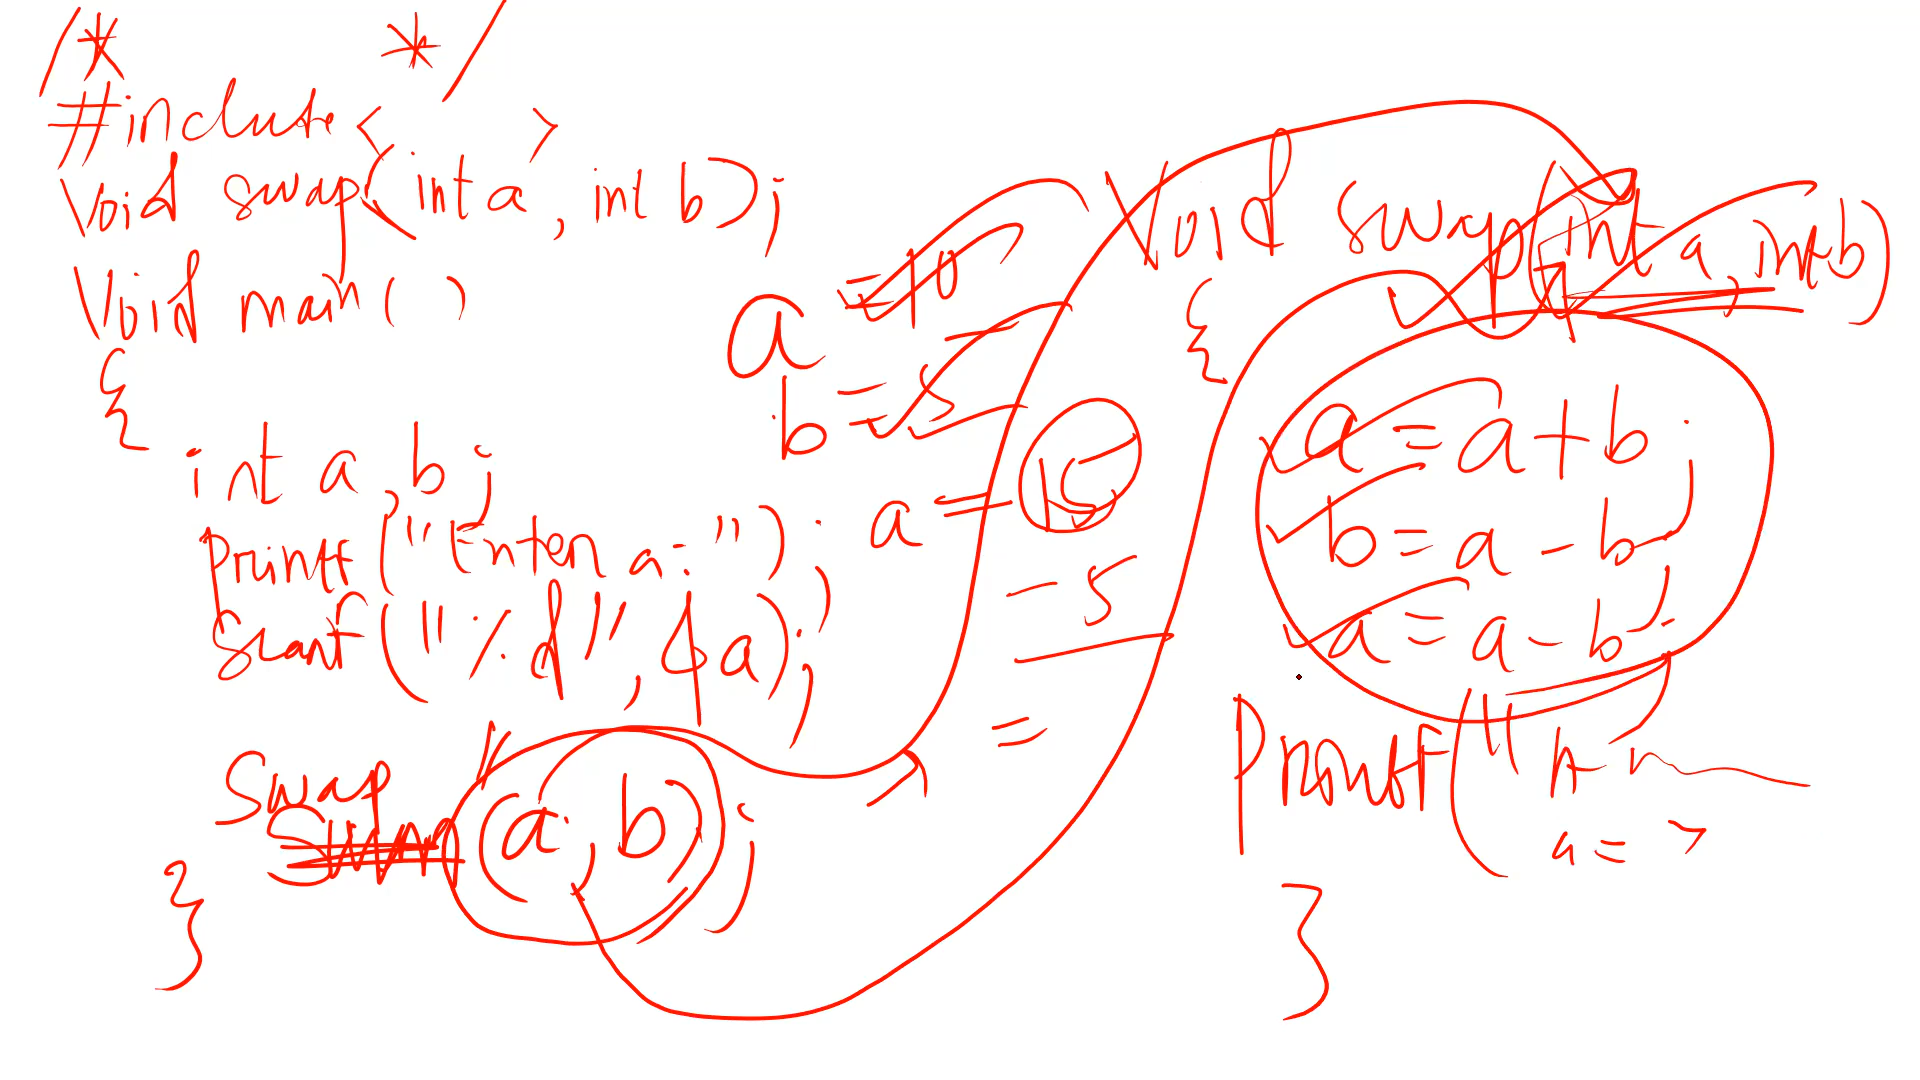 /* */
#include < >
void swap(int a, int b);
void main()
{
int a, b;
printf("Enter a:");
scanf("%d", &a);
swap (a, b);
}
a = 10
b = 5
a = 15
- 5
=
void swap(int a, int b)
{
a = a + b;
b = a - b;
a = a - b;
printf("
a =
}